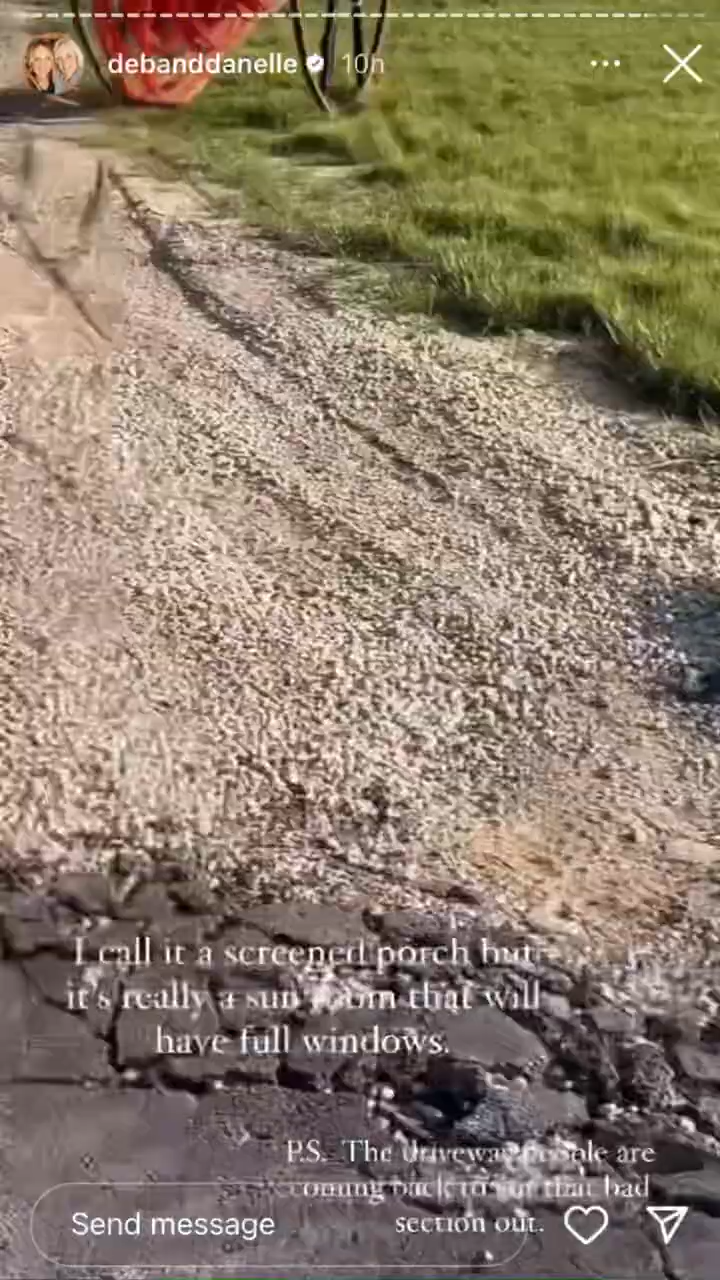 debanddanelle 10h
I call it a screened porch but
it's really a sun room that will
have full windows.
P.S. The driveway people are
coming back to cut that bad
section out.
Send message